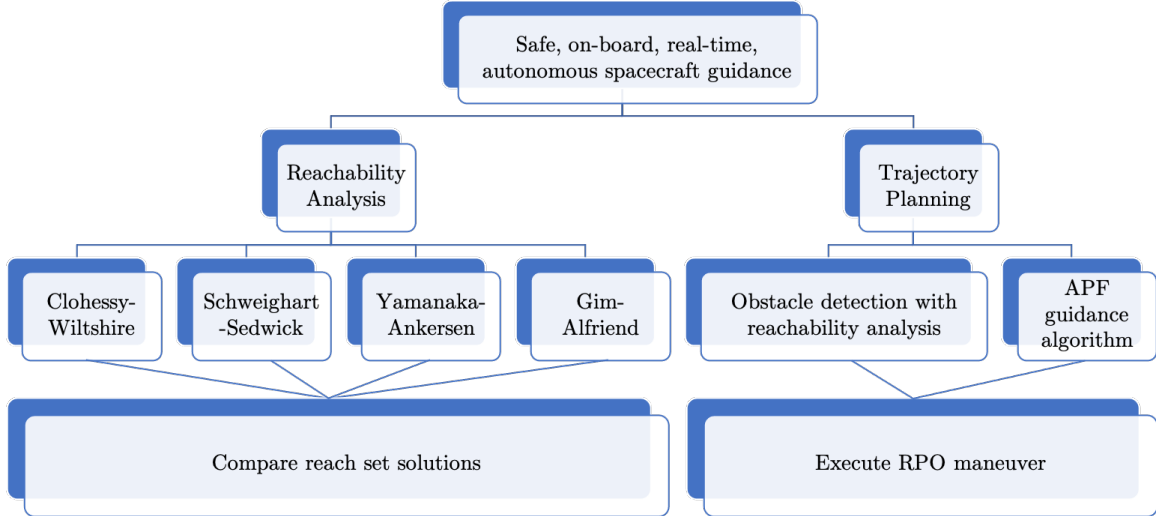 Safe, on-board, real-time,
autonomous spacecraft guidance
Reachability
Analysis
Trajectory
Planning
Clohessy-
Wiltshire
Schweighart
-Sedwick
Yamanaka-
Ankersen
Gim-
Alfriend
Obstacle detection with
reachability analysis
APF
guidance
algorithm
Compare reach set solutions
Execute RPO maneuver